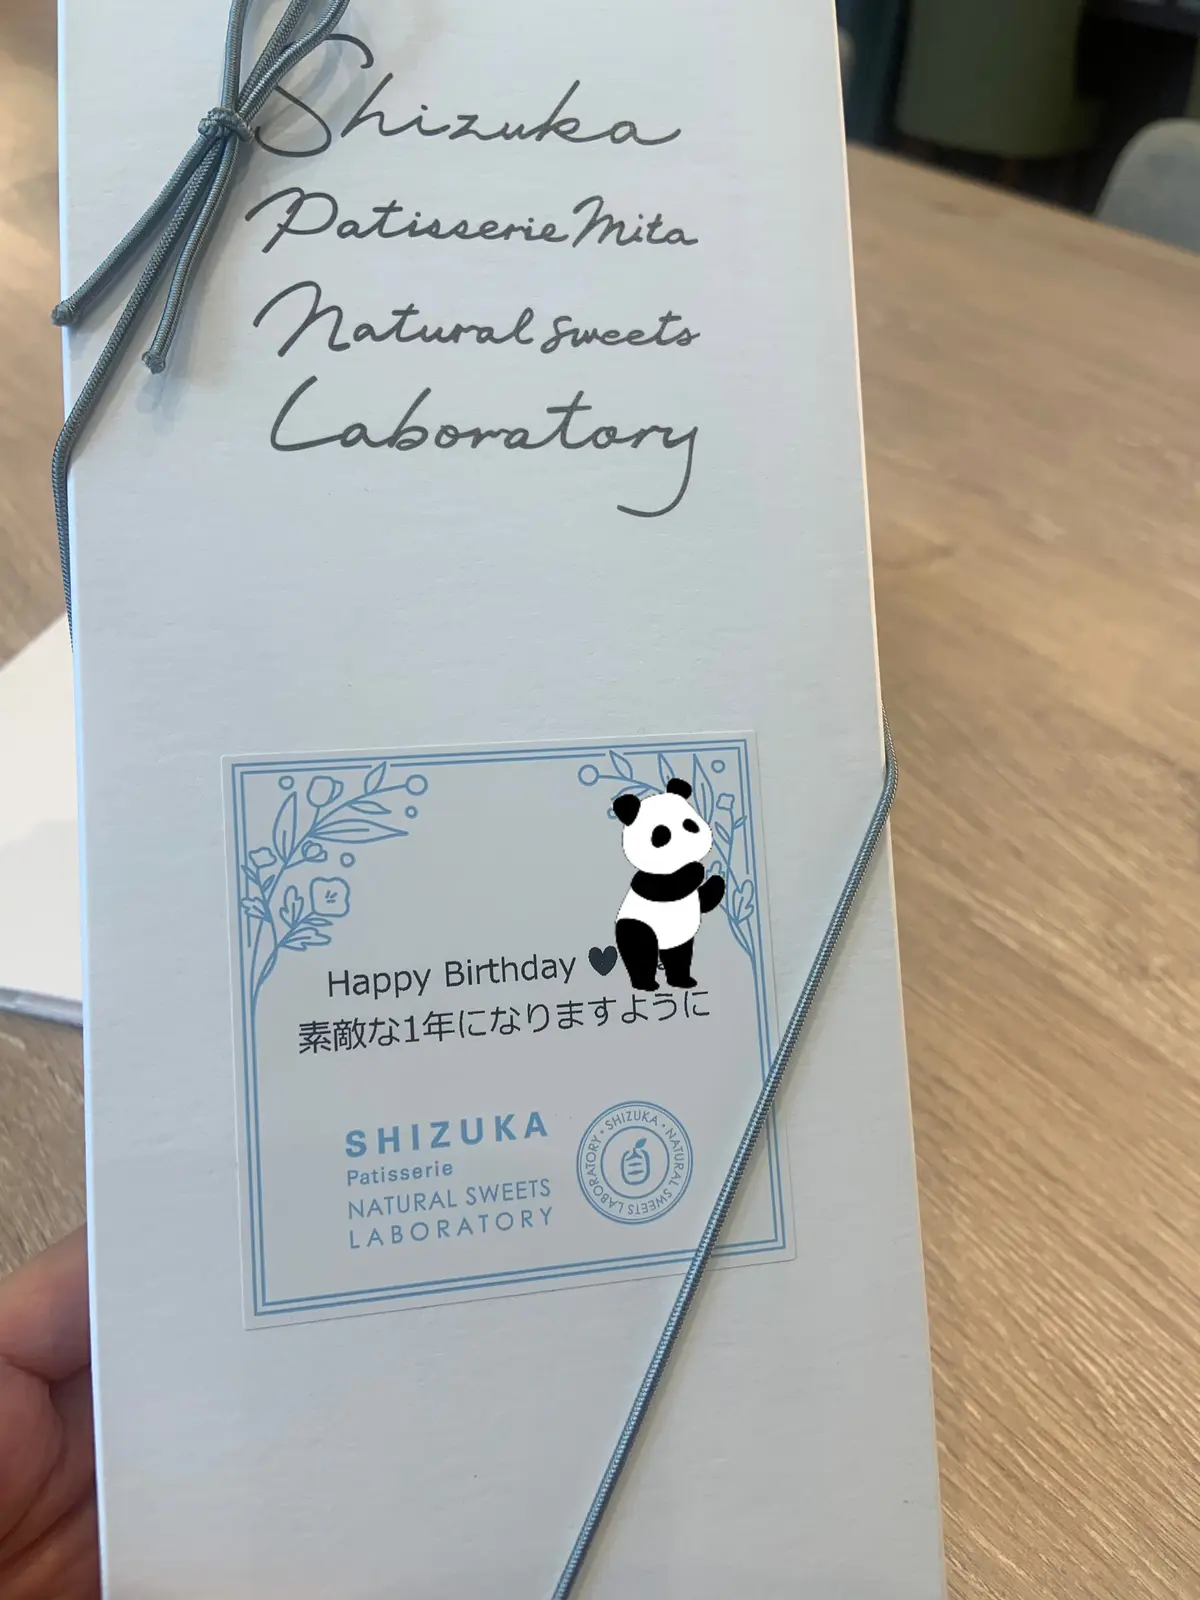 Shizuka
Patisserie Mita
Natural sweets
Laboratory
Happy Birthday ♥
素敵な1年になりますように
SHIZUKA
Patisserie
NATURAL SWEETS
LABORATORY
SHIZUKA・NATURAL SWEETS LABORATORY・